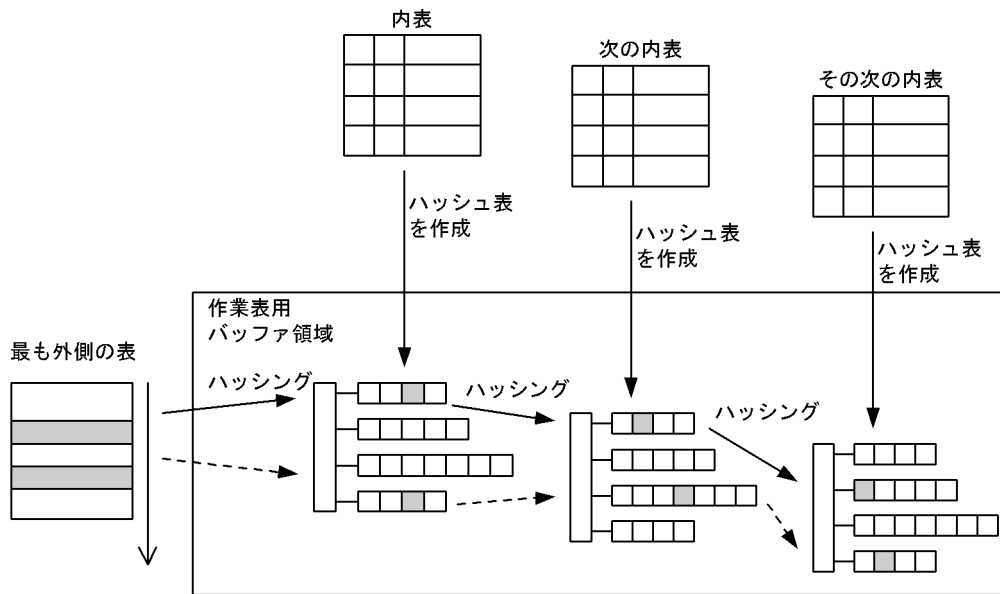 内表
次の内表
その次の内表
ハッシュ表
を作成
ハッシュ表
を作成
ハッシュ表
を作成
作業表用
バッファ領域
最も外側の表
ハッシング
ハッシング
ハッシング